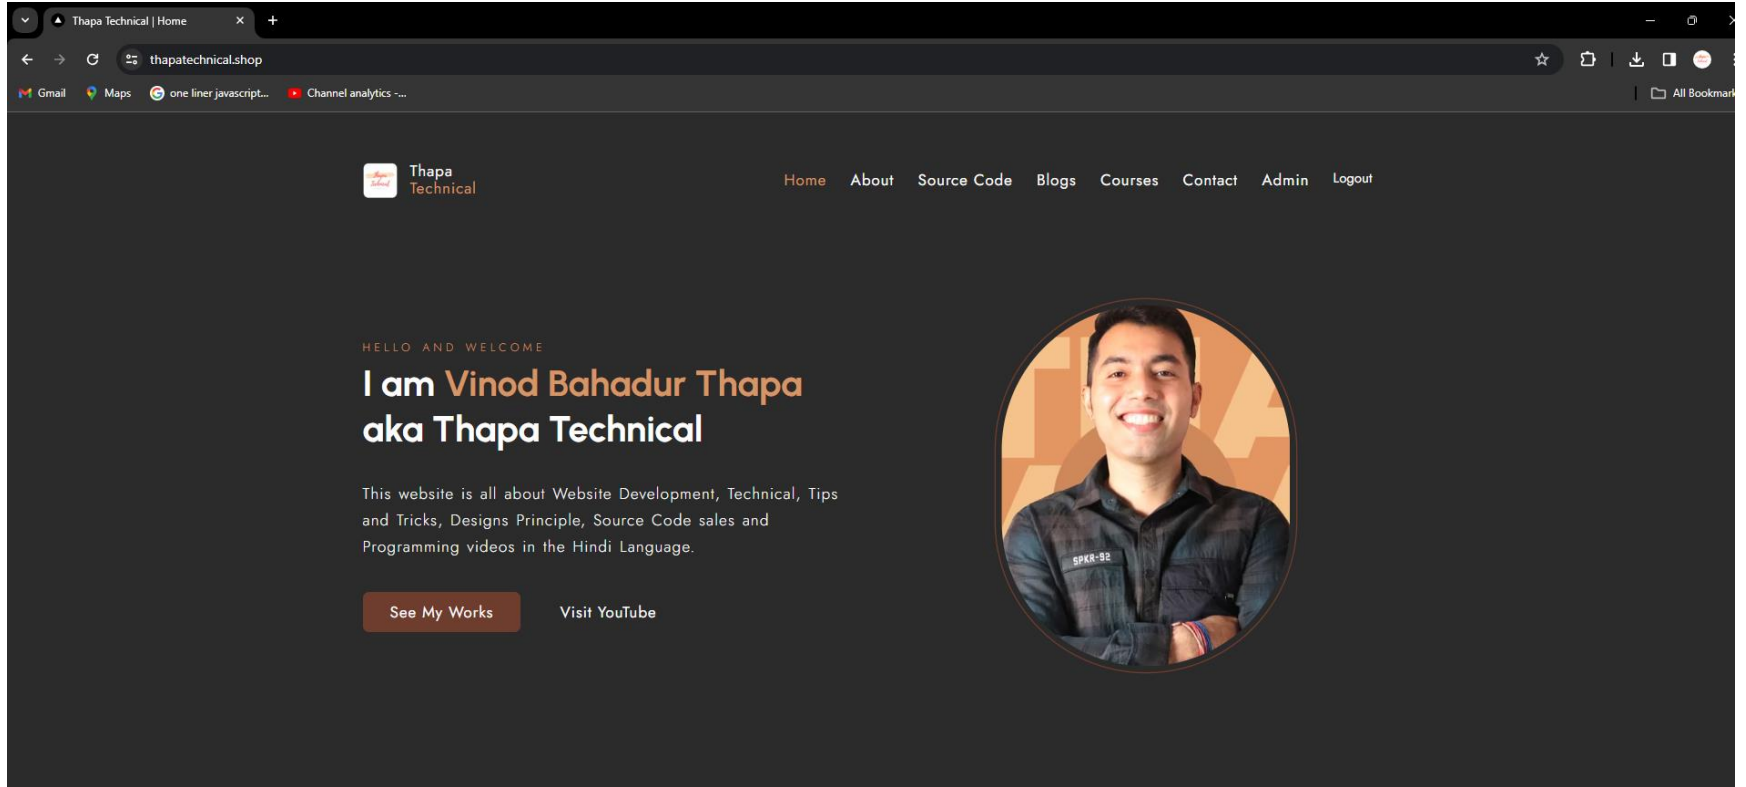 Thapa Technical | Home
thapatechnical.shop
Gmail Maps one liner javascript... Channel analytics -... All Bookmark
Thapa
Technical
Home About Source Code Blogs Courses Contact Admin Logout
HELLO AND WELCOME
I am Vinod Bahadur Thapa
aka Thapa Technical
This website is all about Website Development, Technical, Tips
and Tricks, Designs Principle, Source Code sales and
Programming videos in the Hindi Language.
See My Works Visit YouTube
SPKR-92